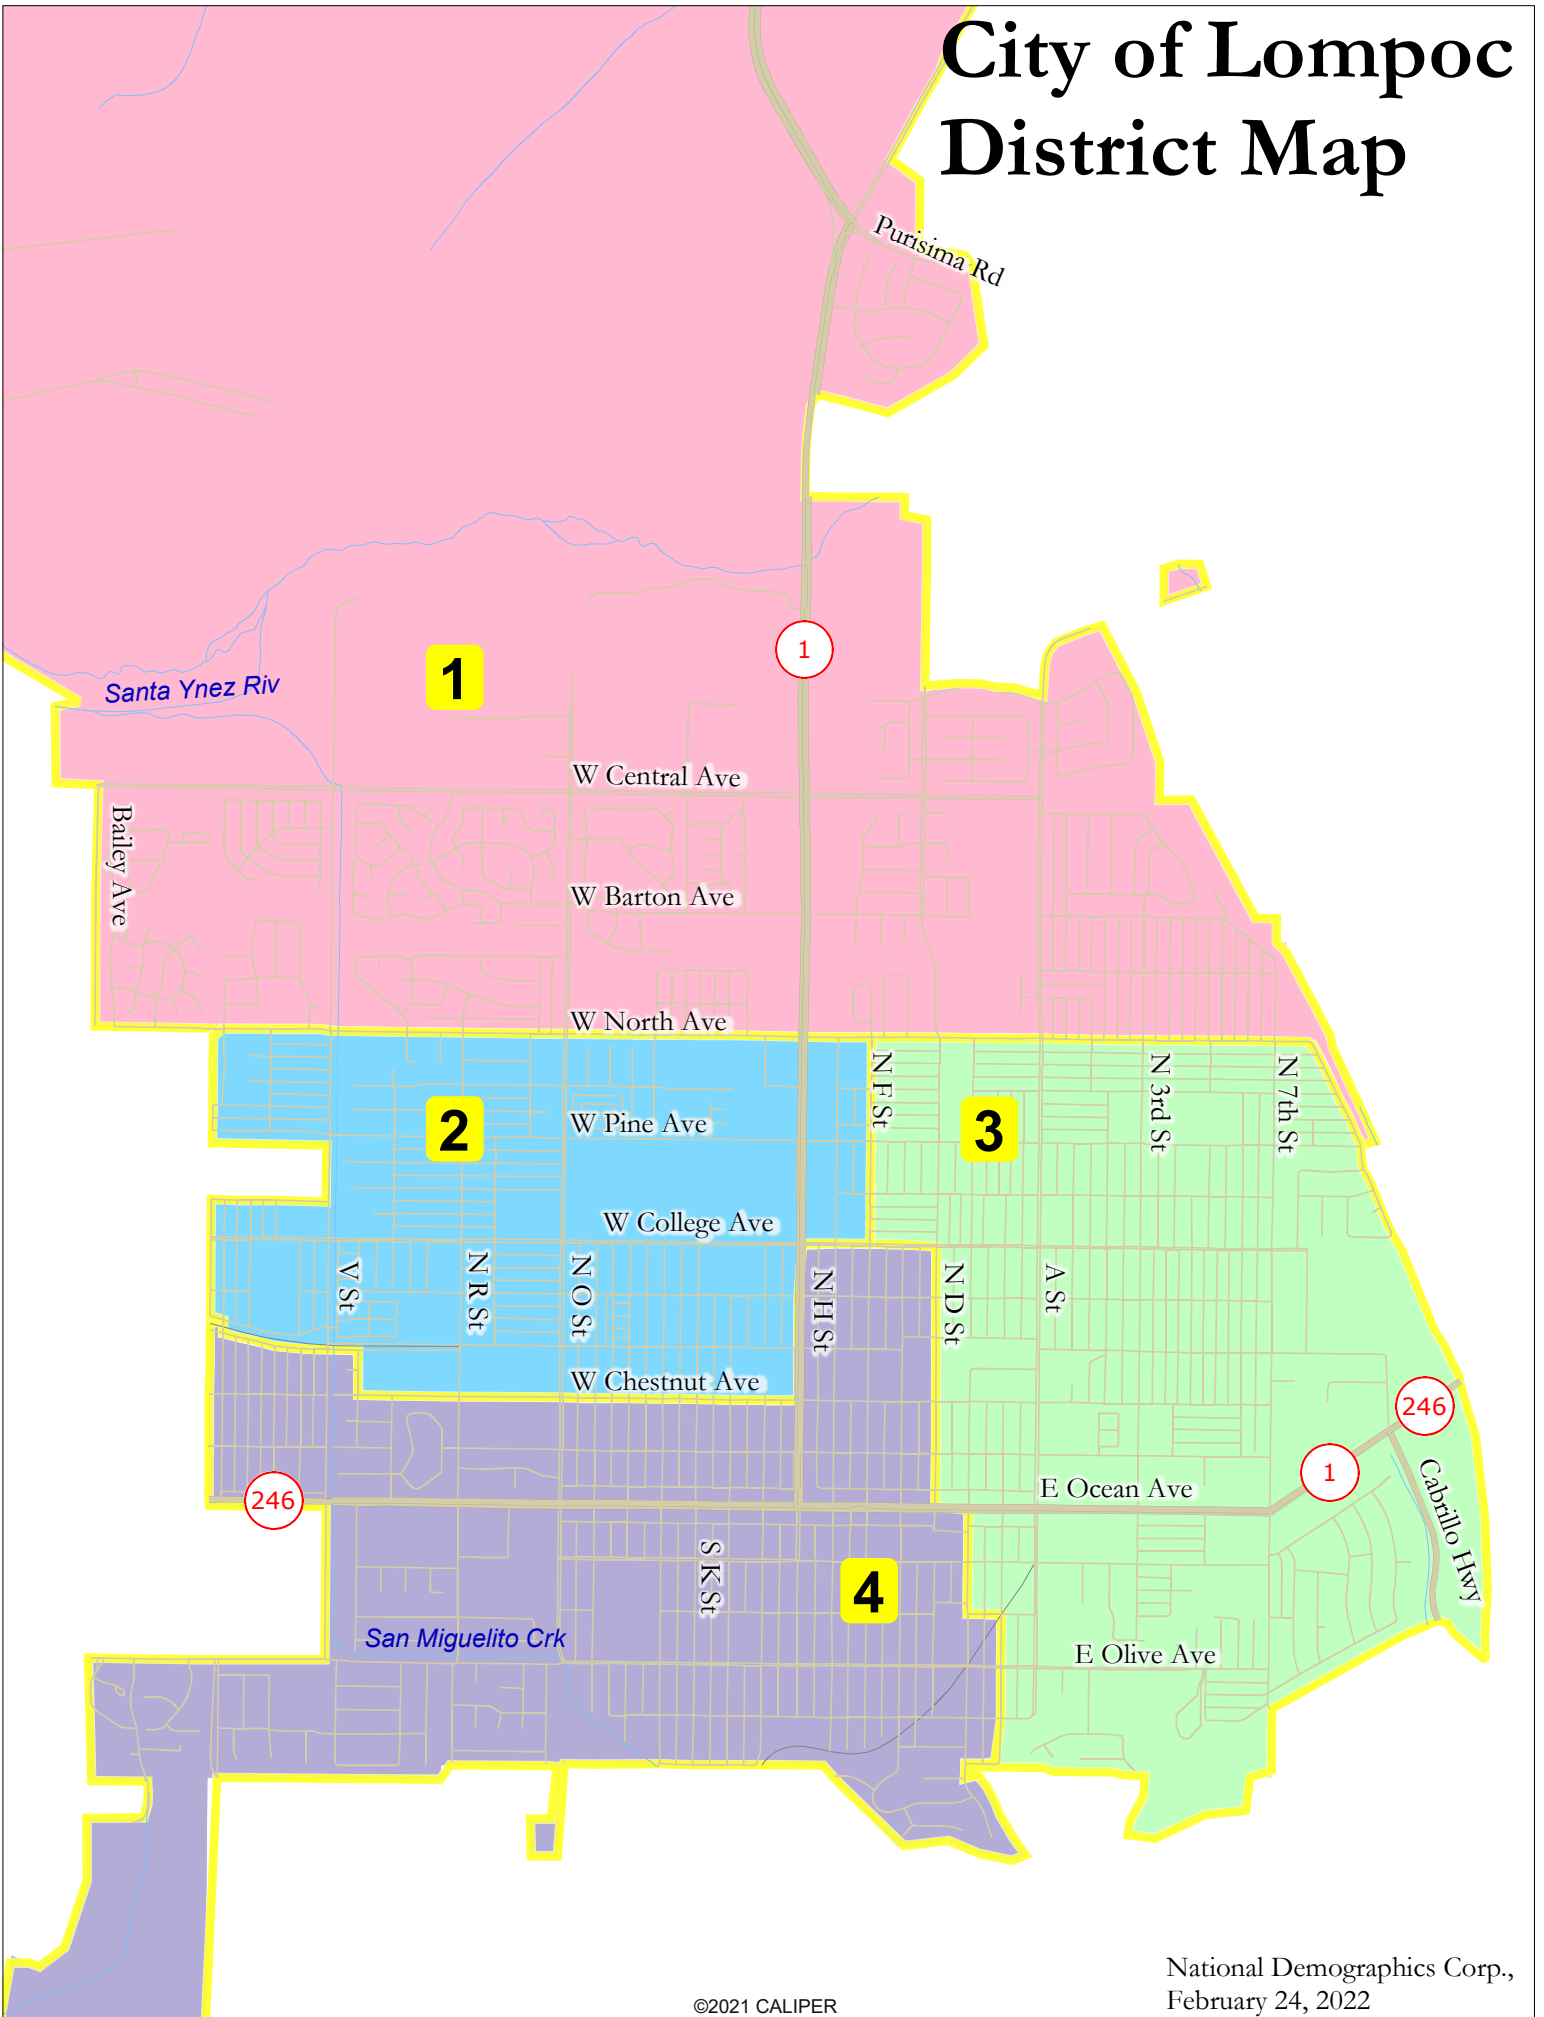 City of Lompoc
District Map
Purisima Rd
1
Santa Ynez Riv
1
W Central Ave
Bailey Ave
W Barton Ave
W North Ave
N F St
N 3rd St
N 7th St
2
W Pine Ave
3
W College Ave
V St
N R St
N O St
N H St
N D St
A St
W Chestnut Ave
246
246
1
E Ocean Ave
Cabrillo Hwy
S K St
4
San Miguelito Crk
E Olive Ave
National Demographics Corp.,
February 24, 2022
©2021 CALIPER